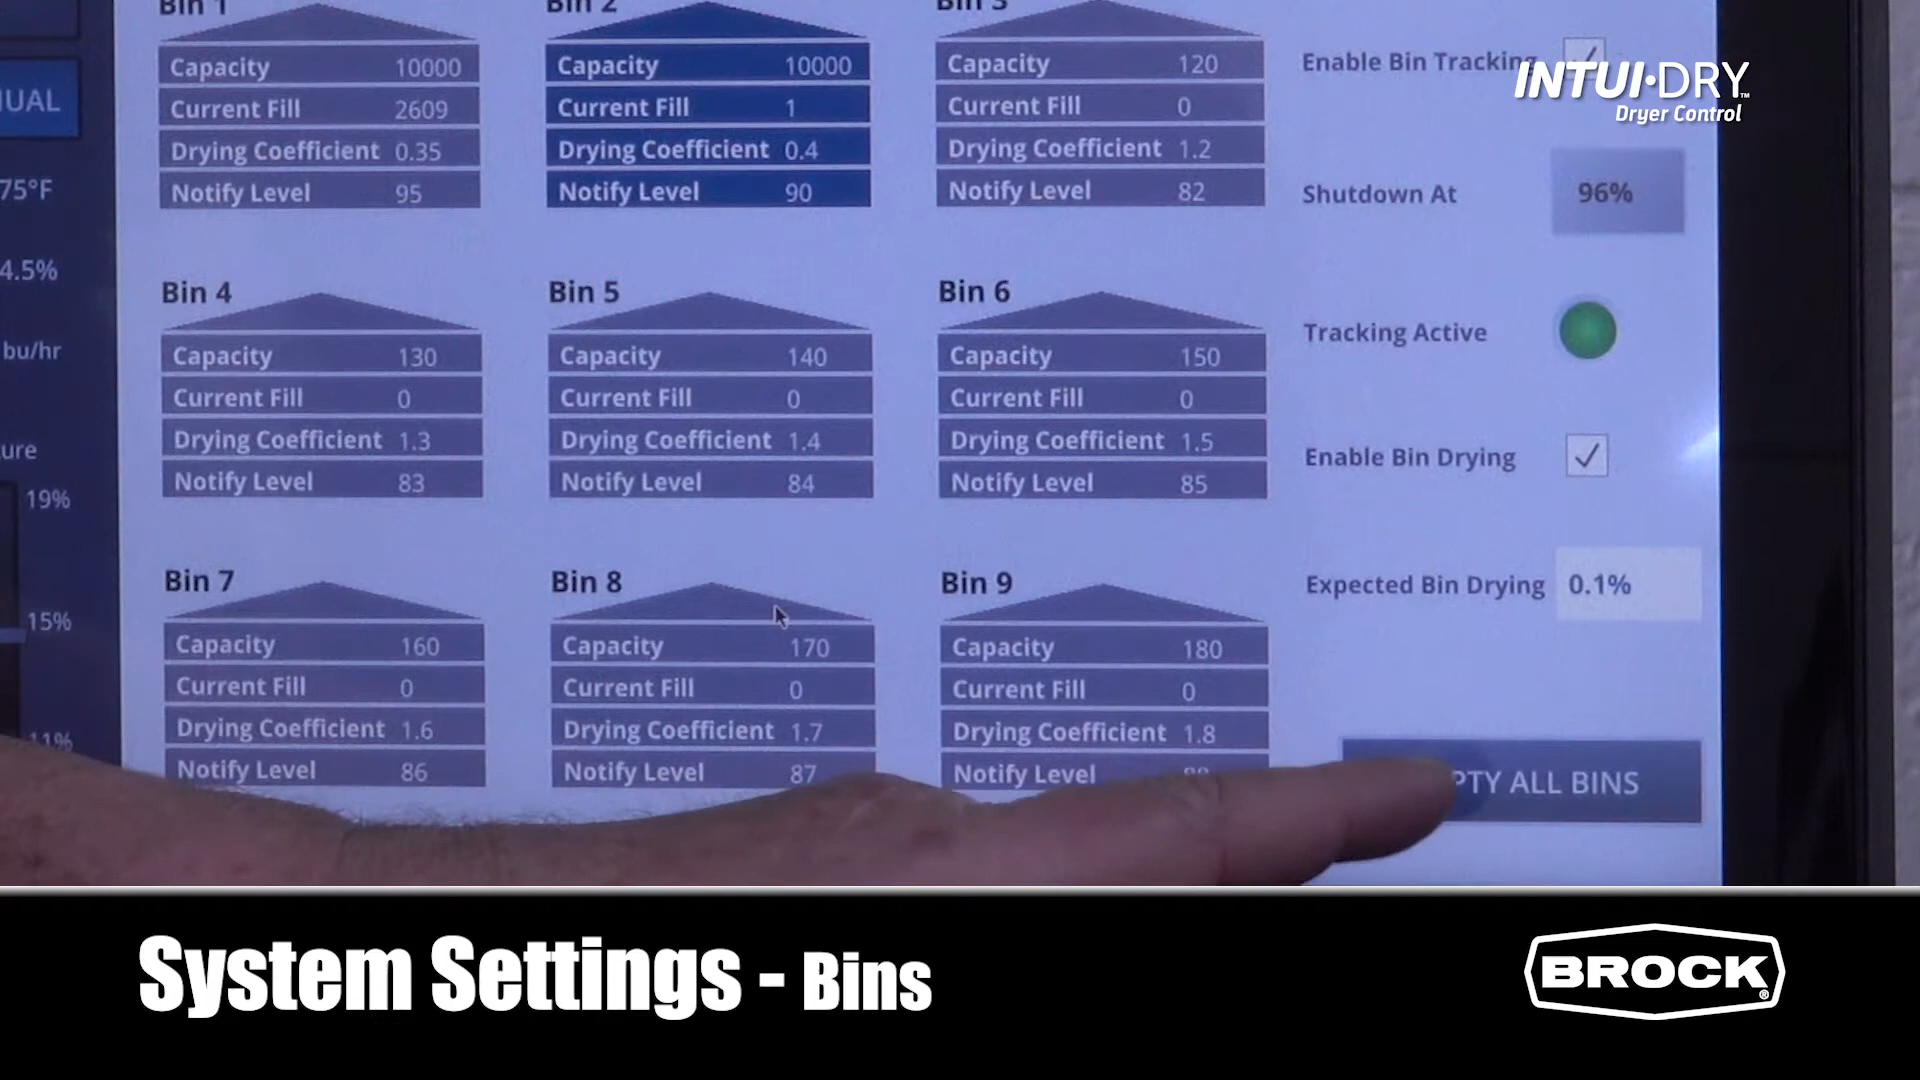 Bin 1
Bin 2
Bin 3
Capacity 10000
Current Fill 2609
Drying Coefficient 0.35
Notify Level 95
Capacity 10000
Current Fill 1
Drying Coefficient 0.4
Notify Level 90
Capacity 120
Current Fill 0
Drying Coefficient 1.2
Notify Level 82
Enable Bin Tracking
INTUI·DRY™
Dryer Control
Shutdown At 96%
Tracking Active
Enable Bin Drying
Expected Bin Drying 0.1%
PTY ALL BINS
UAL
75°F
4.5%
bu/hr
ure
19%
15%
11%
Bin 4
Capacity 130
Current Fill 0
Drying Coefficient 1.3
Notify Level 83
Bin 5
Capacity 140
Current Fill 0
Drying Coefficient 1.4
Notify Level 84
Bin 6
Capacity 150
Current Fill 0
Drying Coefficient 1.5
Notify Level 85
Bin 7
Capacity 160
Current Fill 0
Drying Coefficient 1.6
Notify Level 86
Bin 8
Capacity 170
Current Fill 0
Drying Coefficient 1.7
Notify Level 87
Bin 9
Capacity 180
Current Fill 0
Drying Coefficient 1.8
Notify Level
System Settings - Bins
BROCK®